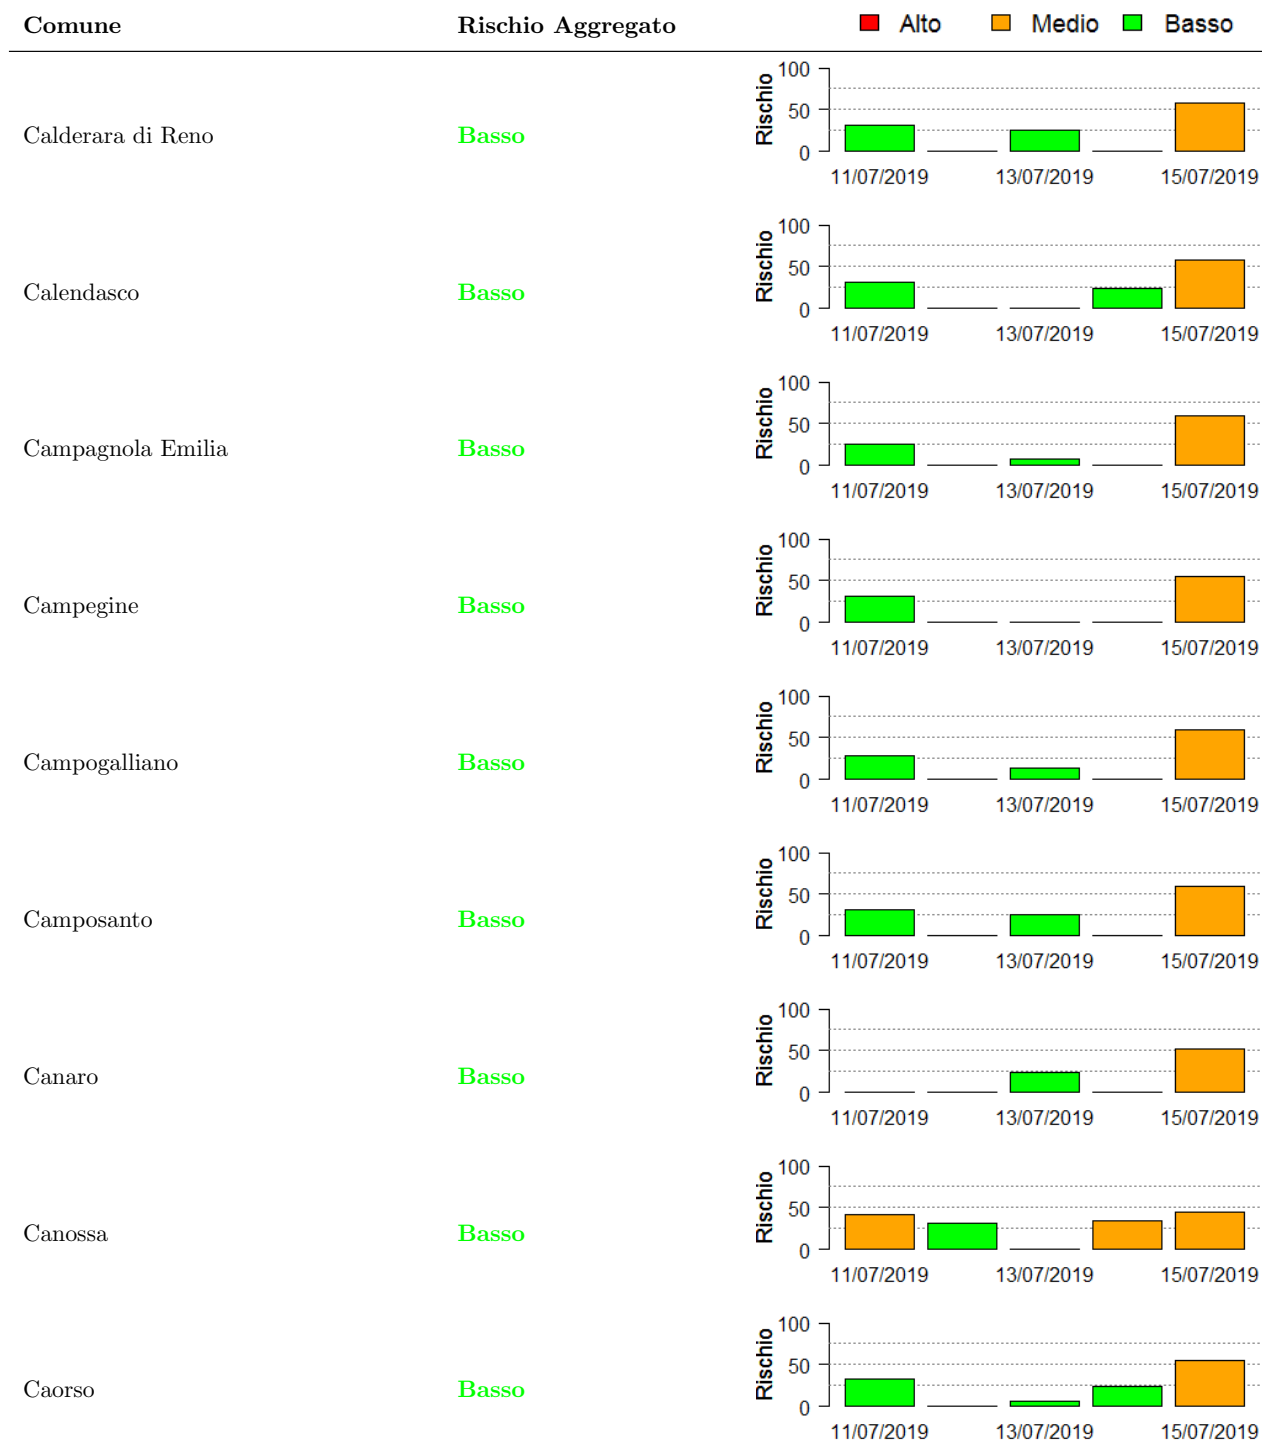 Comune Rischio Aggregato Alto Medio Basso
100
50
0
Rischio
Calderara di Reno Basso
11/07/2019 13/07/2019 15/07/2019
100
50
0
Rischio
Calendasco Basso
11/07/2019 13/07/2019 15/07/2019
100
50
0
Rischio
Campagnola Emilia Basso
11/07/2019 13/07/2019 15/07/2019
100
50
0
Rischio
Campegine Basso
11/07/2019 13/07/2019 15/07/2019
100
50
0
Rischio
Campogalliano Basso
11/07/2019 13/07/2019 15/07/2019
100
50
0
Rischio
Camposanto Basso
11/07/2019 13/07/2019 15/07/2019
100
50
0
Rischio
Canaro Basso
11/07/2019 13/07/2019 15/07/2019
100
50
0
Rischio
Canossa Basso
11/07/2019 13/07/2019 15/07/2019
100
50
0
Rischio
Caorso Basso
11/07/2019 13/07/2019 15/07/2019